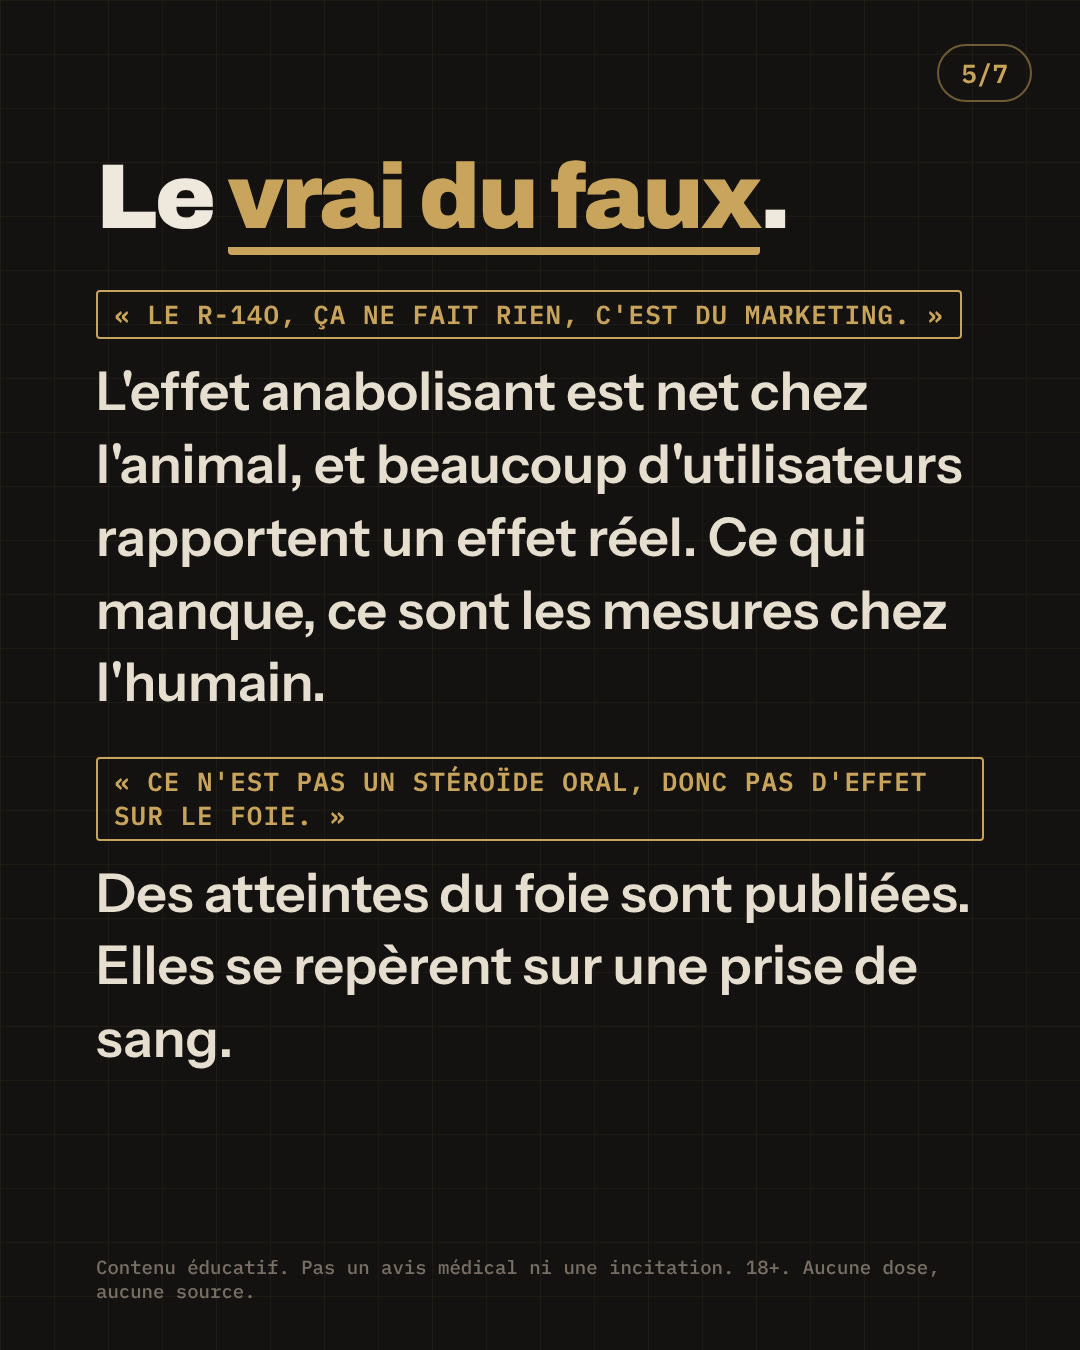 5/7
Le vrai du faux.
« LE R-140, ÇA NE FAIT RIEN, C'EST DU MARKETING. »
L'effet anabolisant est net chez
l'animal, et beaucoup d'utilisateurs
rapportent un effet réel. Ce qui
manque, ce sont les mesures chez
l'humain.
« CE N'EST PAS UN STÉROÏDE ORAL, DONC PAS D'EFFET
SUR LE FOIE. »
Des atteintes du foie sont publiées.
Elles se repèrent sur une prise de
sang.
Contenu éducatif. Pas un avis médical ni une incitation. 18+. Aucune dose,
aucune source.